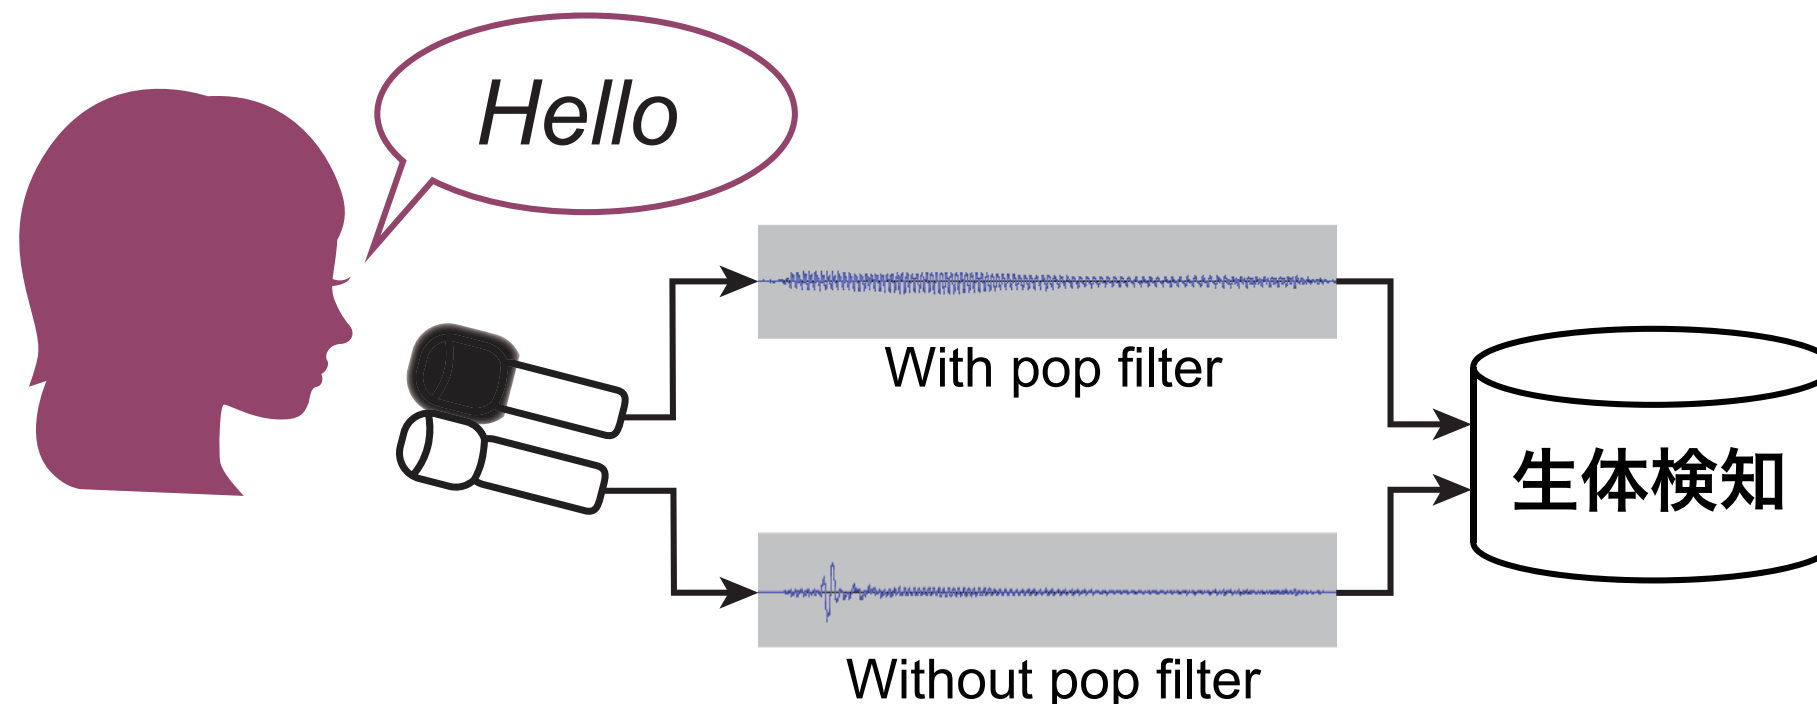 Hello
With pop filter
生体検知
Without pop filter